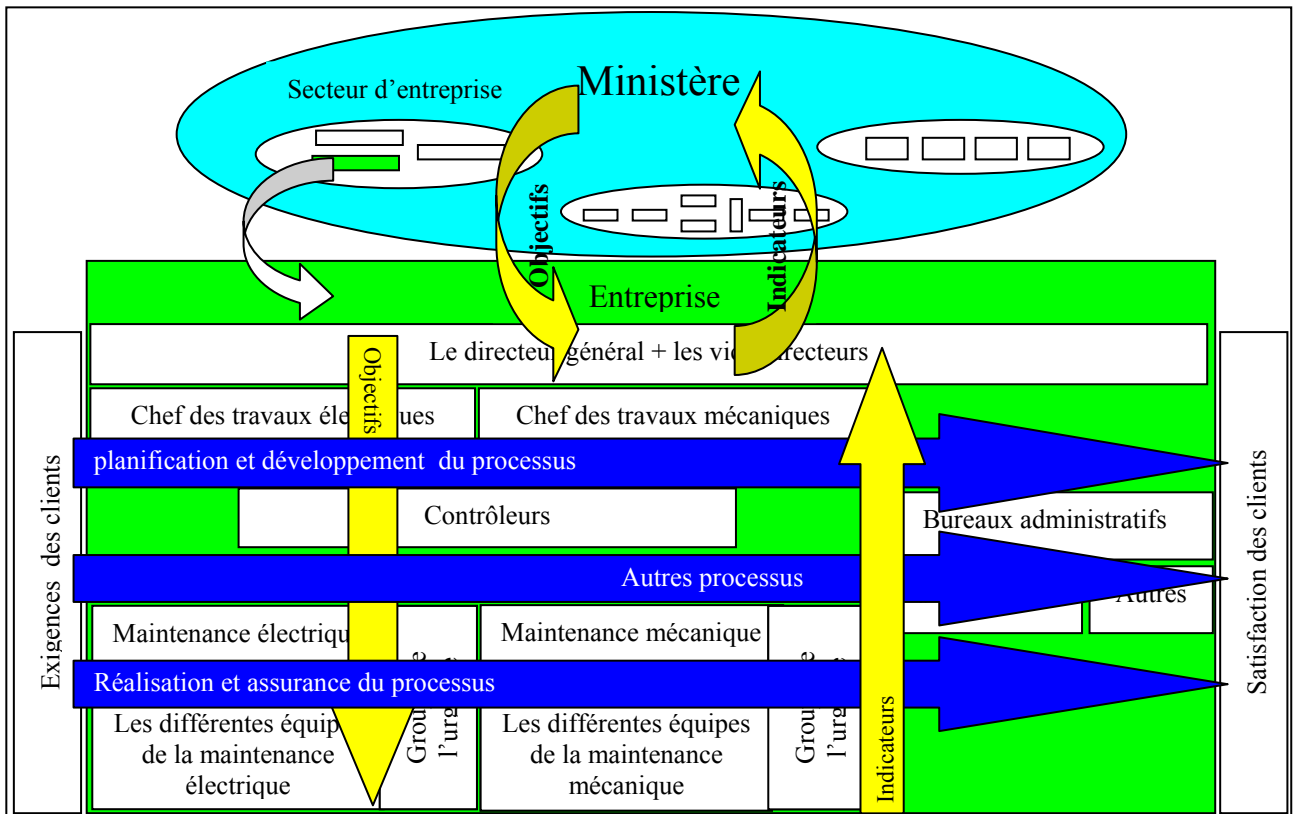 Ministère
Secteur d’entreprise
Objectifs
Indicateurs
Entreprise
Le directeur général + les vice directeurs
Objectifs
Chef des travaux électriques
Chef des travaux mécaniques
planification et développement du processus
Exigences des clients
Satisfaction des clients
Contrôleurs
Bureaux administratifs
Autres processus
Autres
Maintenance électrique
Maintenance mécanique
Réalisation et assurance du processus
Les différentes équipes
de la maintenance
électrique
Les différentes équipes
de la maintenance
mécanique
Indicateurs